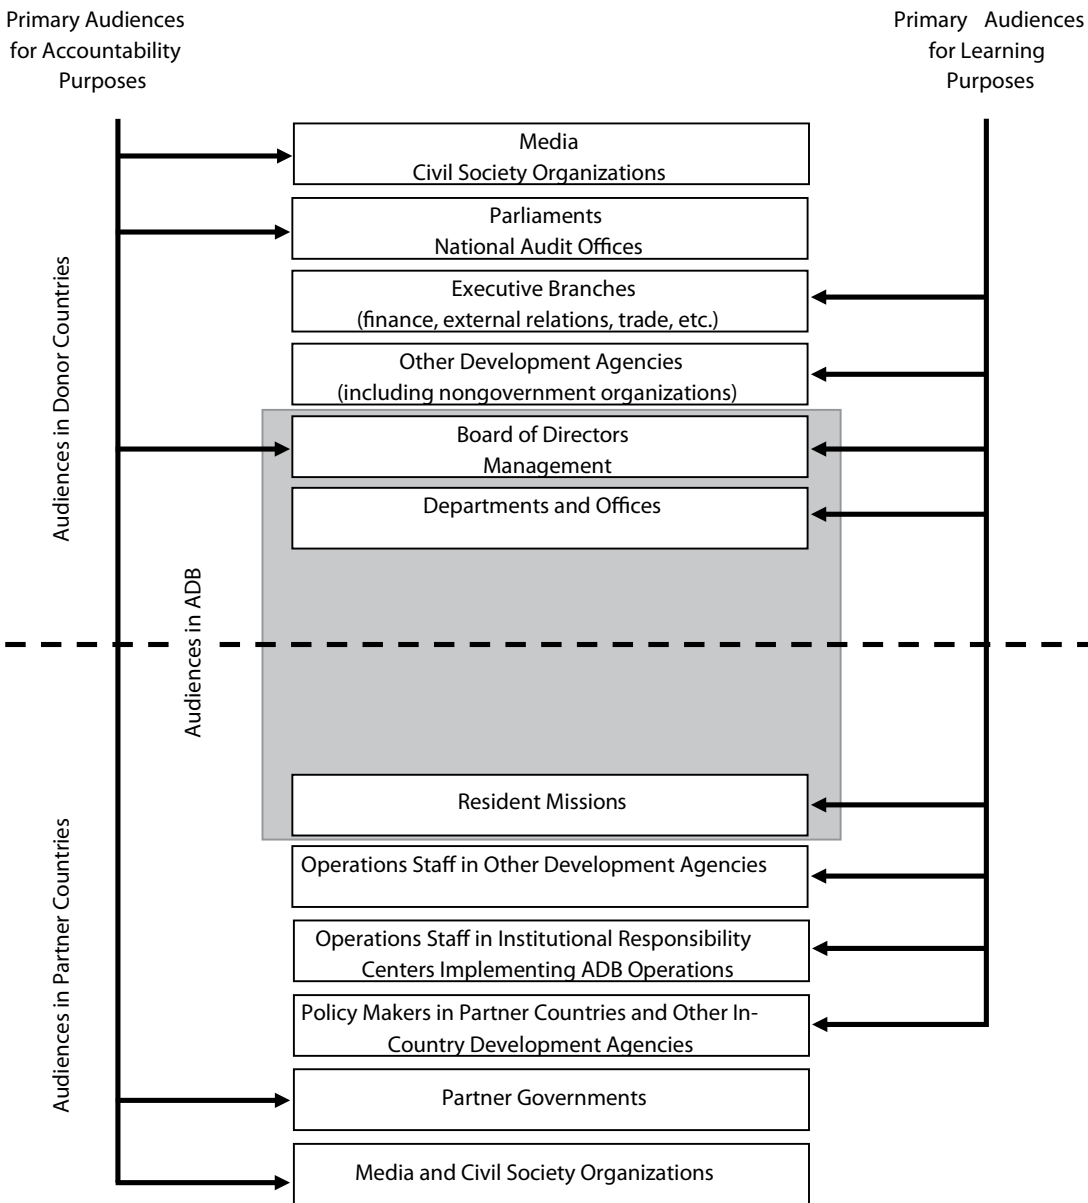 Primary Audiences
for Accountability
Purposes
Primary Audiences
for Learning
Purposes
Media
Civil Society Organizations
Parliaments
National Audit Offices
Executive Branches
(finance, external relations, trade, etc.)
Other Development Agencies
(including nongovernment organizations)
Board of Directors
Management
Departments and Offices
Audiences in Donor Countries
Audiences in ADB
Resident Missions
Operations Staff in Other Development Agencies
Operations Staff in Institutional Responsibility
Centers Implementing ADB Operations
Policy Makers in Partner Countries and Other In-
Country Development Agencies
Partner Governments
Media and Civil Society Organizations
Audiences in Partner Countries